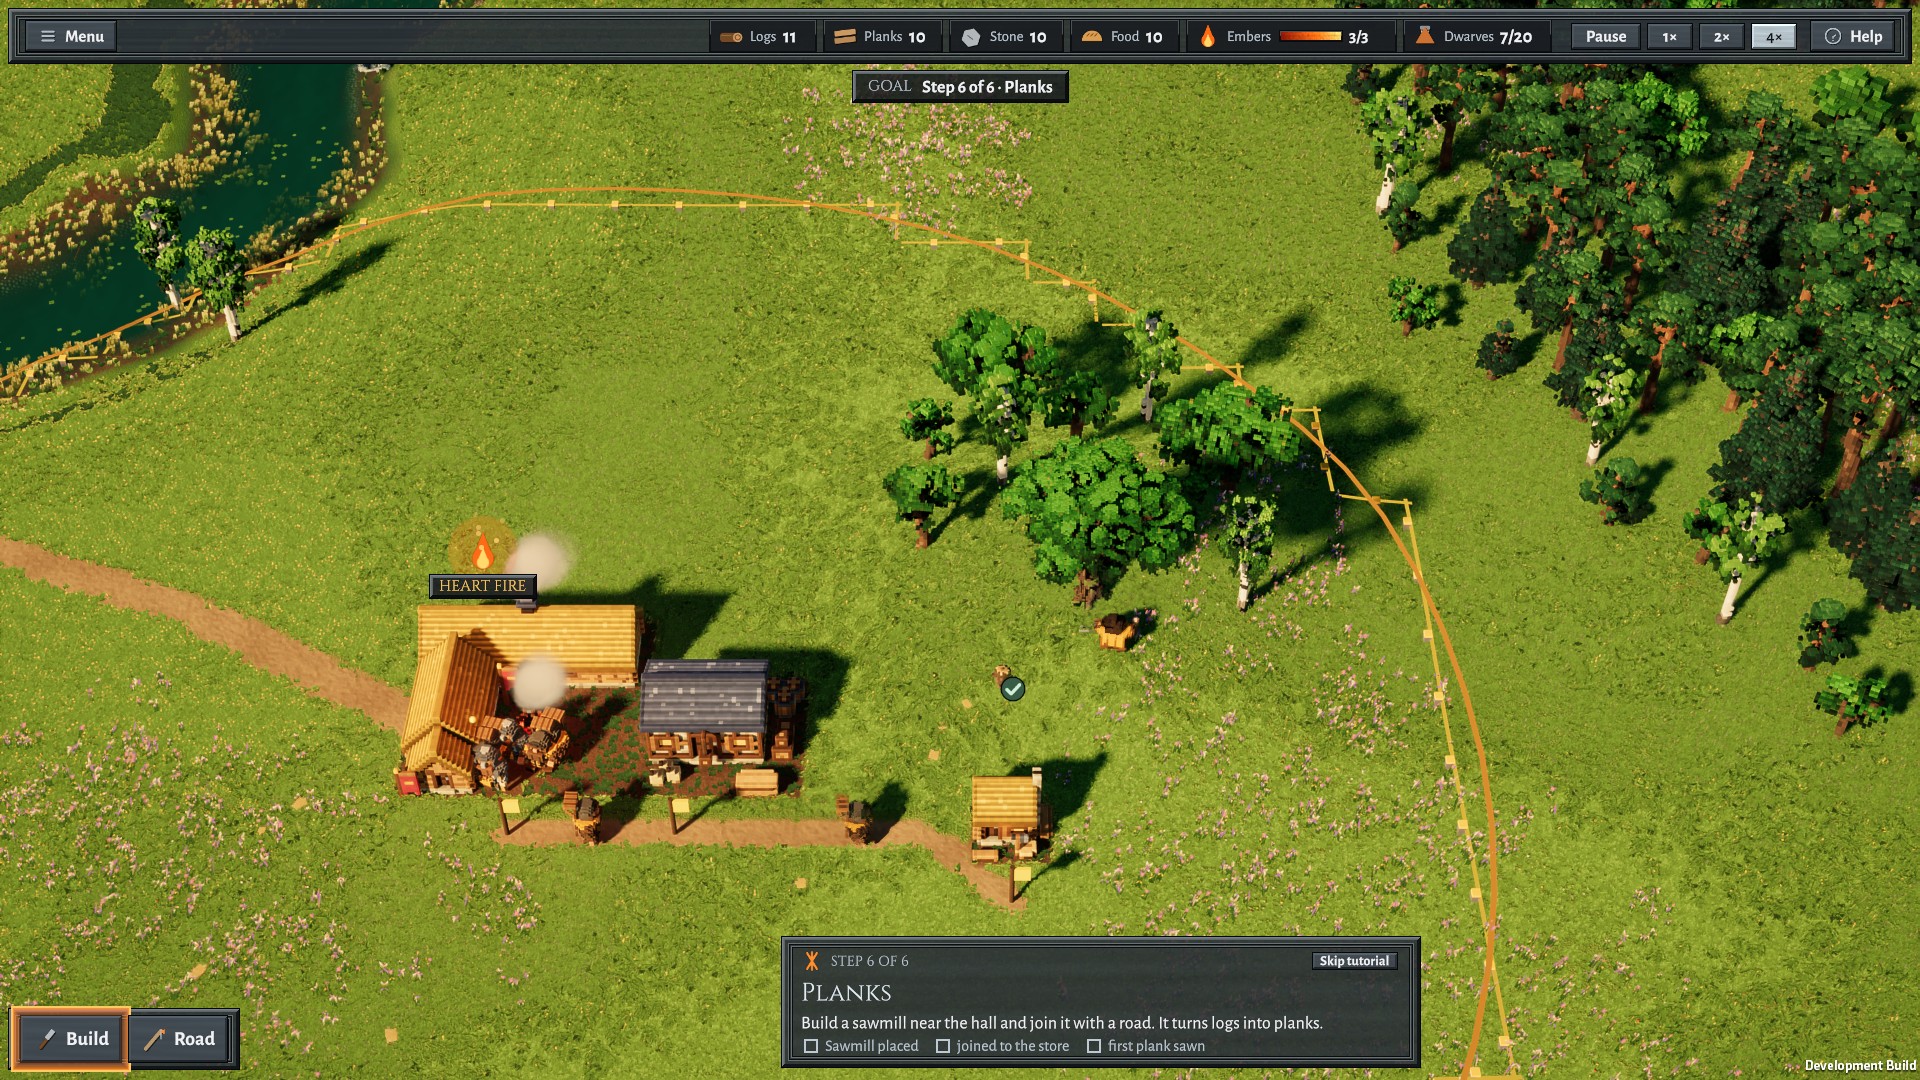 Menu
Logs 11
Planks 10
Stone 10
Food 10
Embers 3/3
Dwarves 7/20
Pause
1×
2×
4×
Help
GOAL Step 6 of 6 · Planks
HEART FIRE
STEP 6 OF 6
Skip tutorial
PLANKS
Build a sawmill near the hall and join it with a road. It turns logs into planks.
Sawmill placed
joined to the store
first plank sawn
Build
Road
Development Build